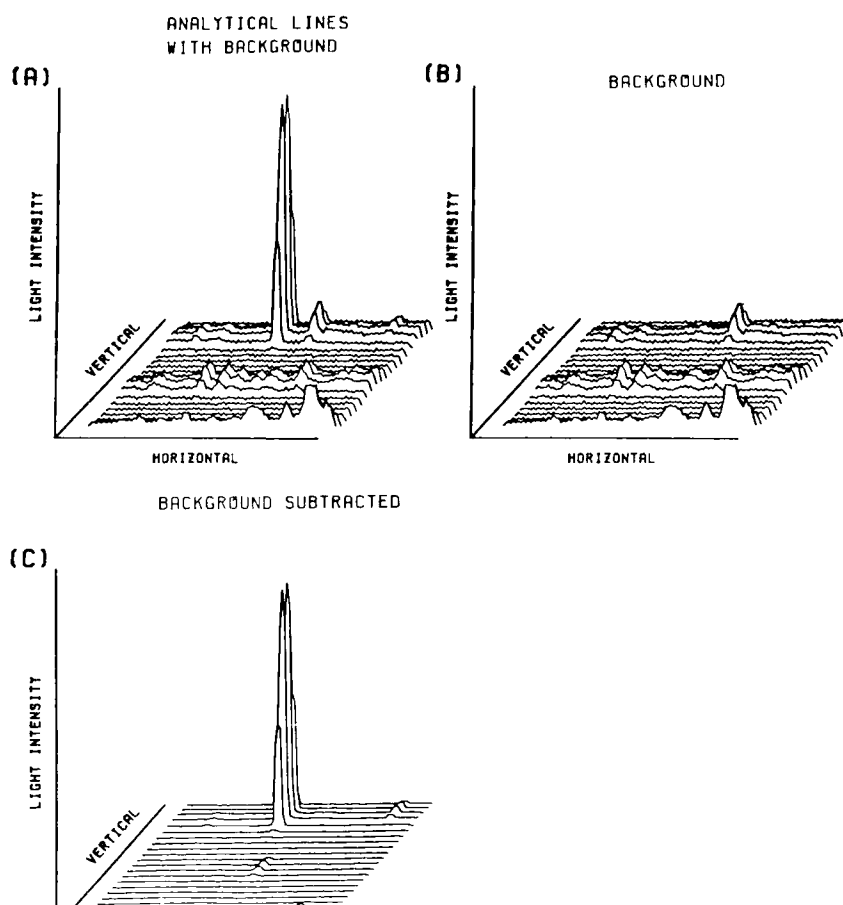 ANALYTICAL LINES
WITH BACKGROUND
(A)
LIGHT INTENSITY
VERTICAL
HORIZONTAL
(B)
BACKGROUND
LIGHT INTENSITY
VERTICAL
HORIZONTAL
BACKGROUND SUBTRACTED
(C)
LIGHT INTENSITY
VERTICAL